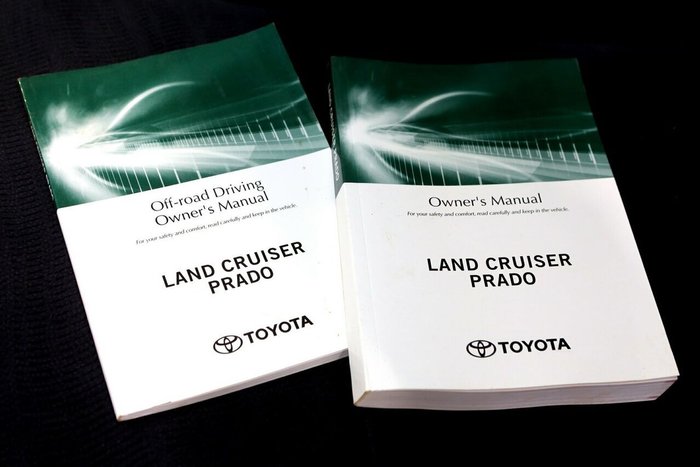 Off-road Driving
Owner's Manual
For your safety and comfort, read carefully and keep in the vehicle.
LAND CRUISER
PRADO
TOYOTA
Owner's Manual
For your safety and comfort, read carefully and keep in the vehicle.
LAND CRUISER
PRADO
TOYOTA